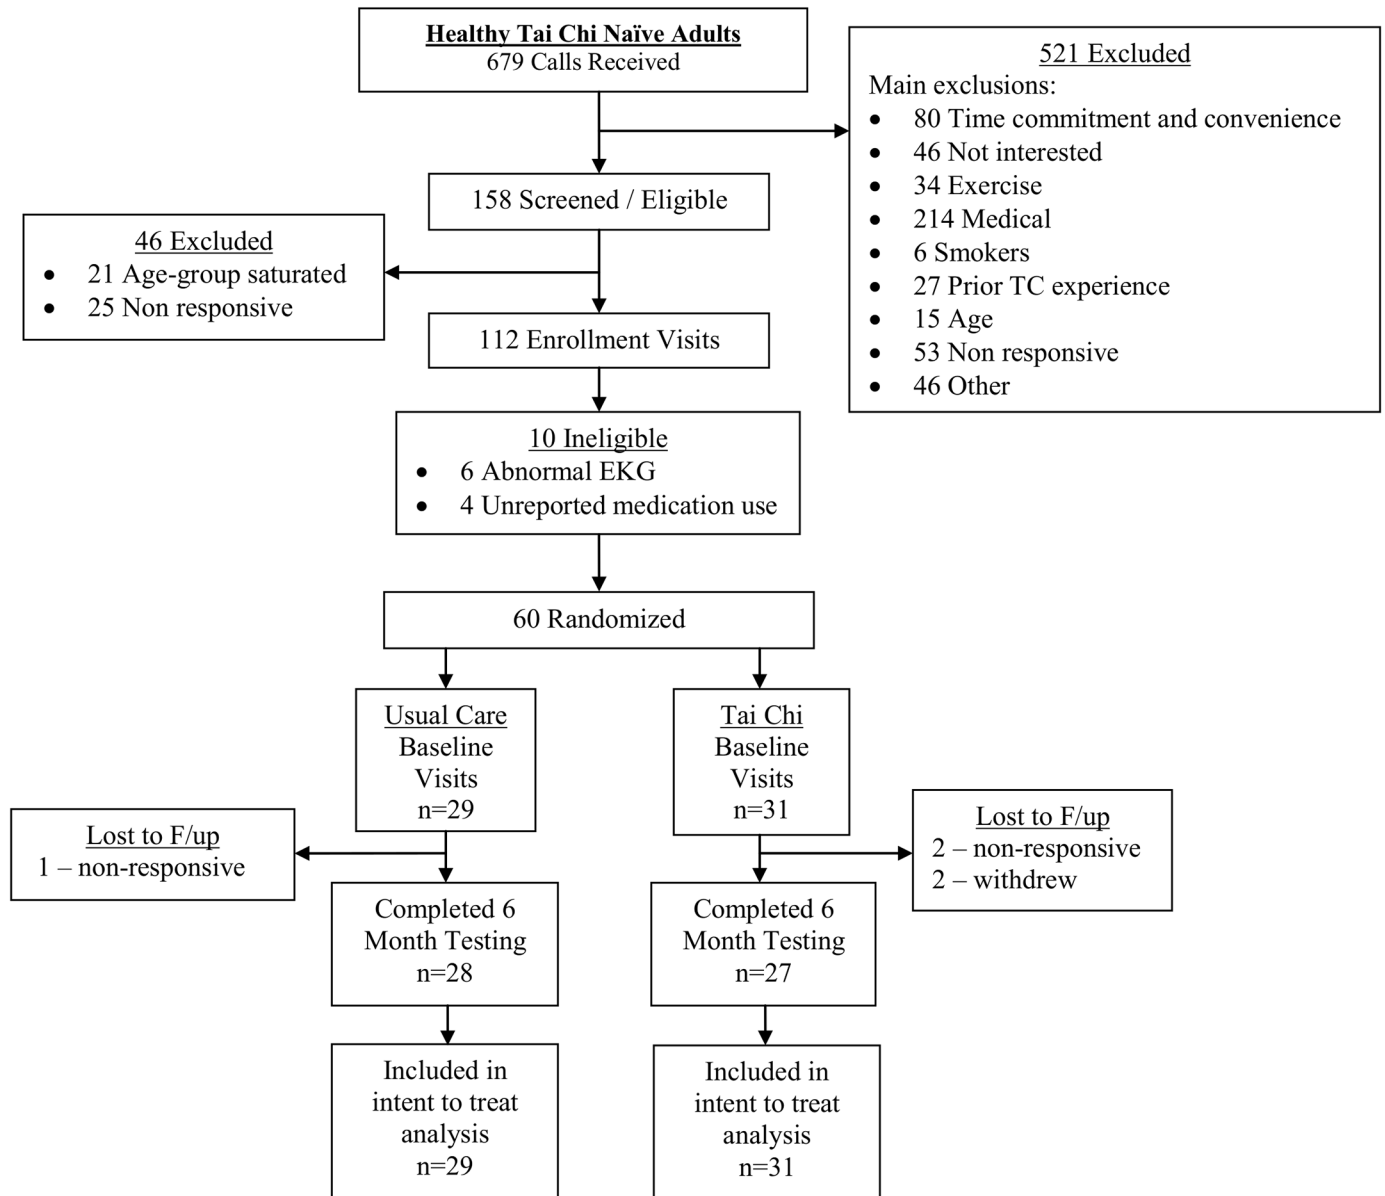 Healthy Tai Chi Naïve Adults
679 Calls Received
521 Excluded
Main exclusions:
• 80 Time commitment and convenience
• 46 Not interested
• 34 Exercise
• 214 Medical
• 6 Smokers
• 27 Prior TC experience
• 15 Age
• 53 Non responsive
• 46 Other
158 Screened / Eligible
46 Excluded
• 21 Age-group saturated
• 25 Non responsive
112 Enrollment Visits
10 Ineligible
• 6 Abnormal EKG
• 4 Unreported medication use
60 Randomized
Usual Care
Baseline
Visits
n=29
Tai Chi
Baseline
Visits
n=31
Lost to F/up
1 – non-responsive
Lost to F/up
2 – non-responsive
2 – withdrew
Completed 6
Month Testing
n=28
Completed 6
Month Testing
n=27
Included in
intent to treat
analysis
n=29
Included in
intent to treat
analysis
n=31